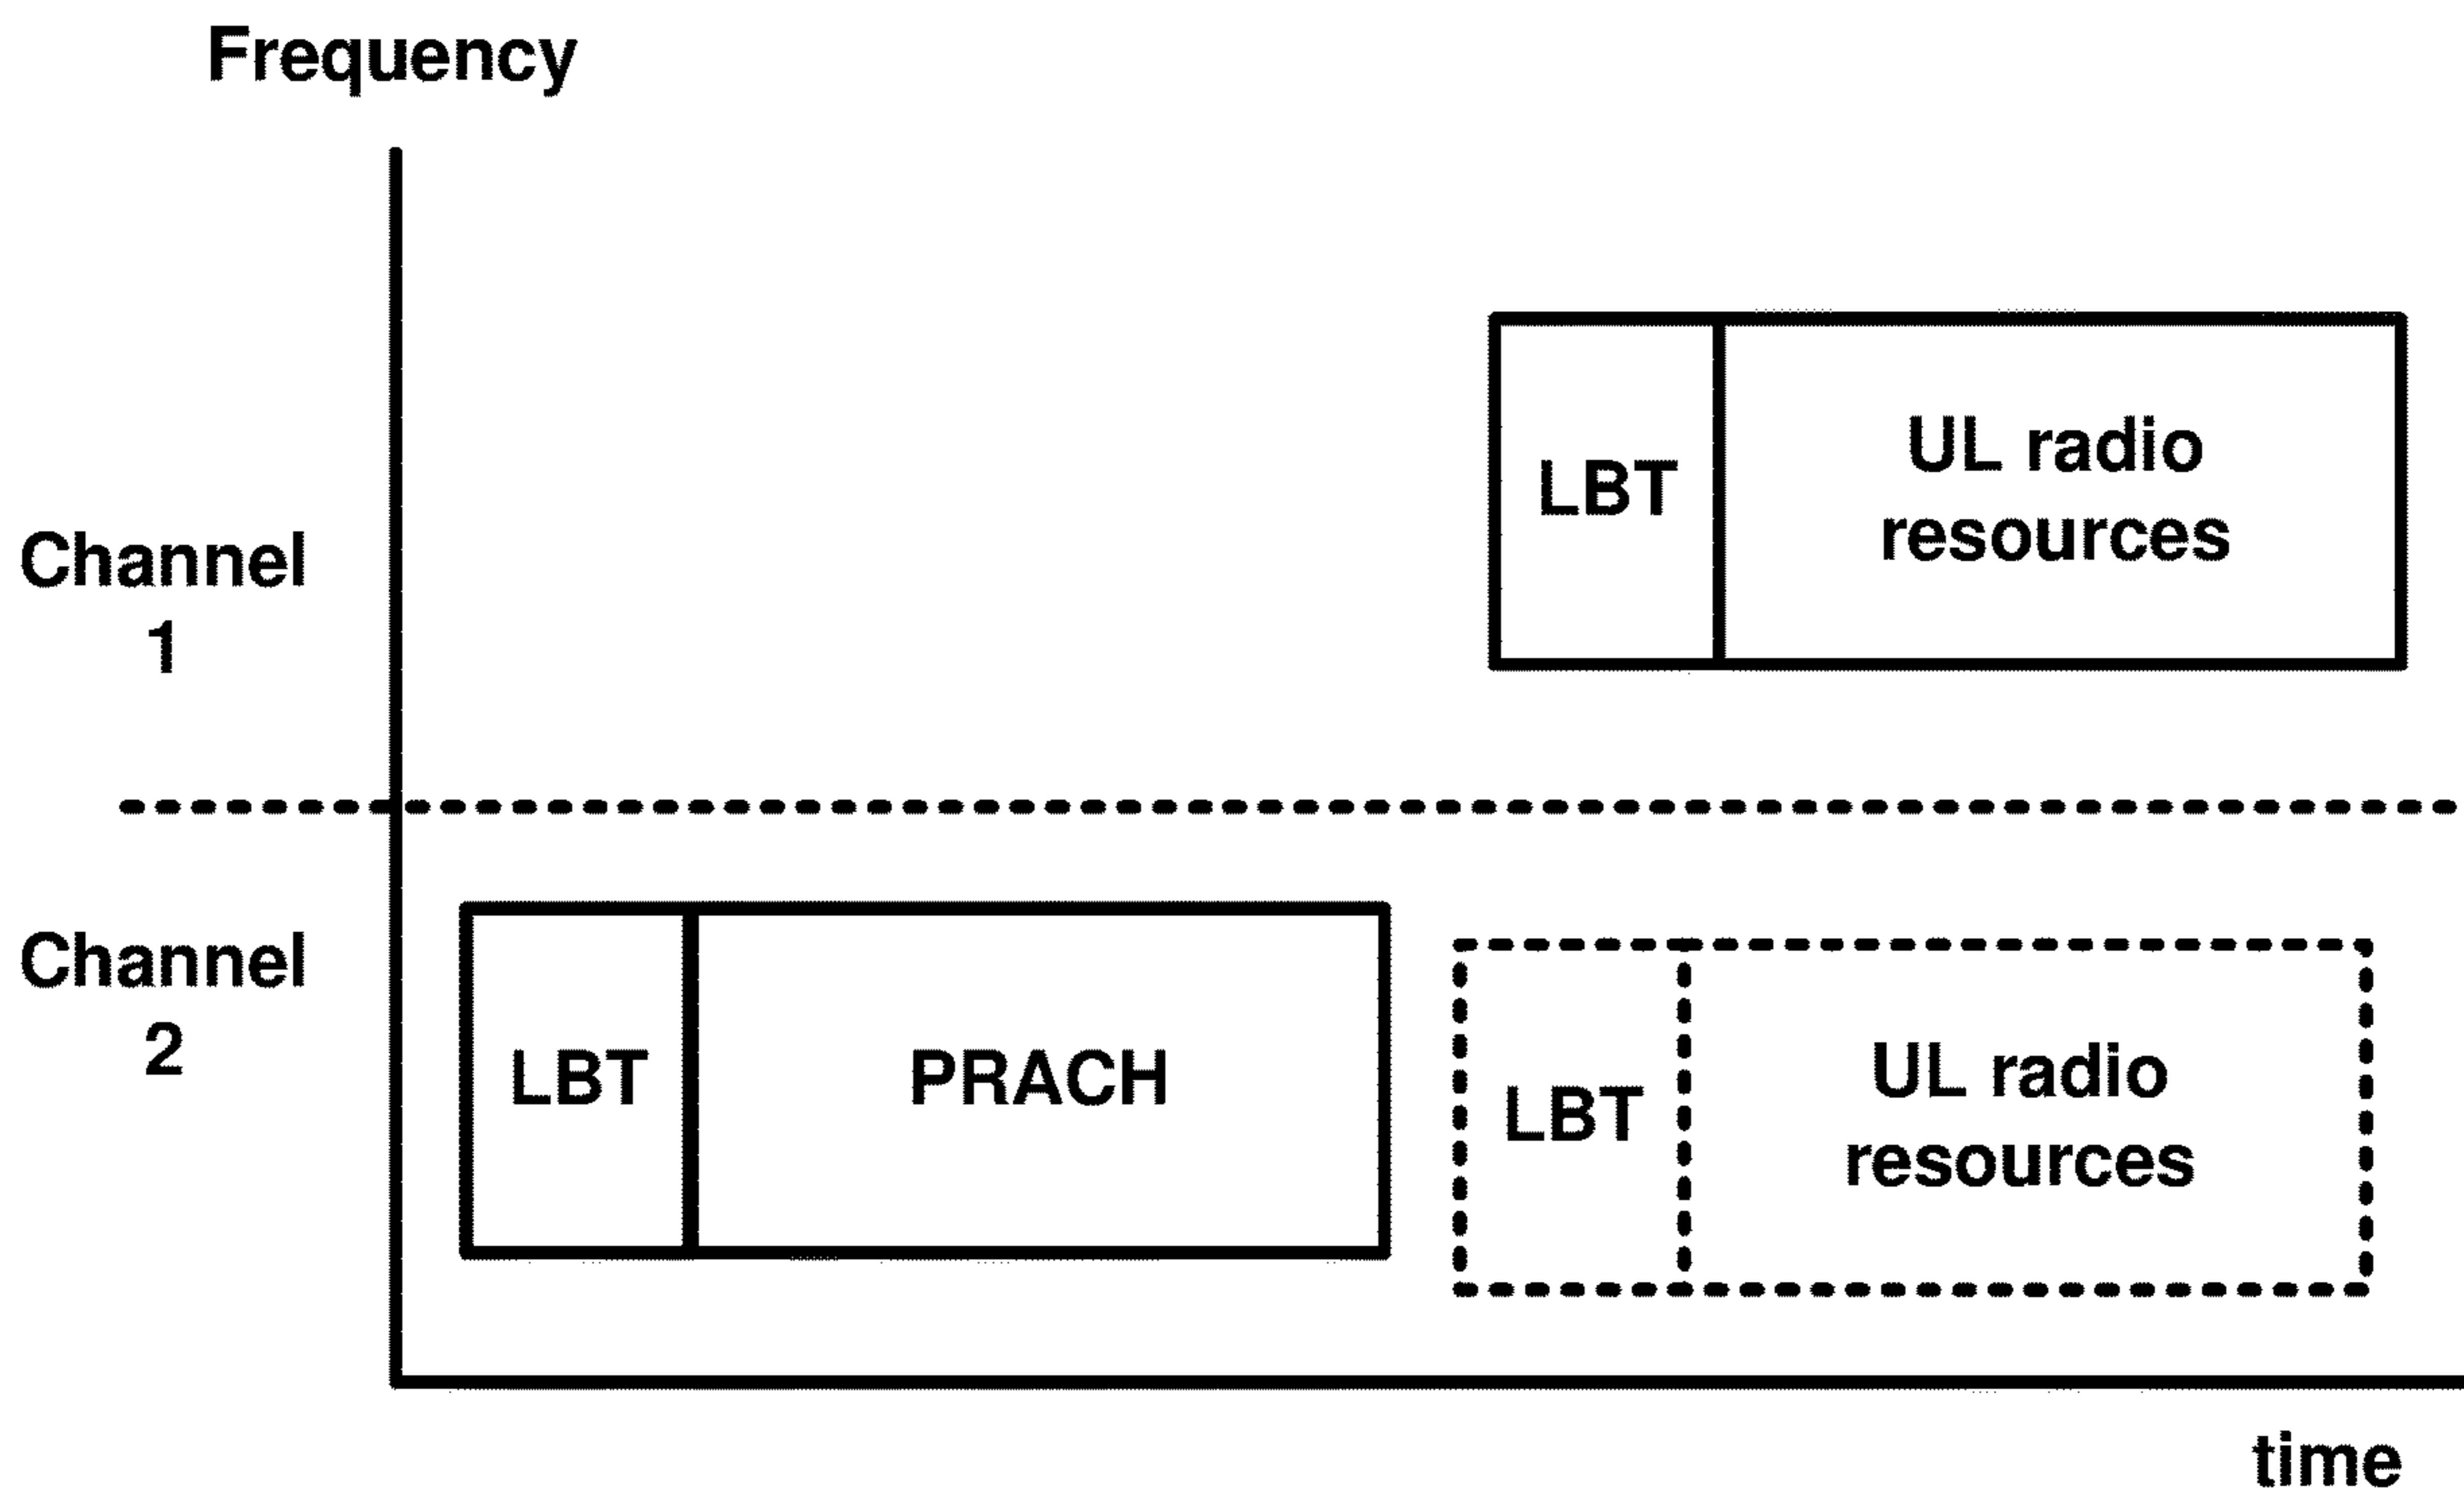 Frequency
Channel
1
LBT
UL radio
resources
Channel
2
LBT
PRACH
LBT
UL radio
resources
time